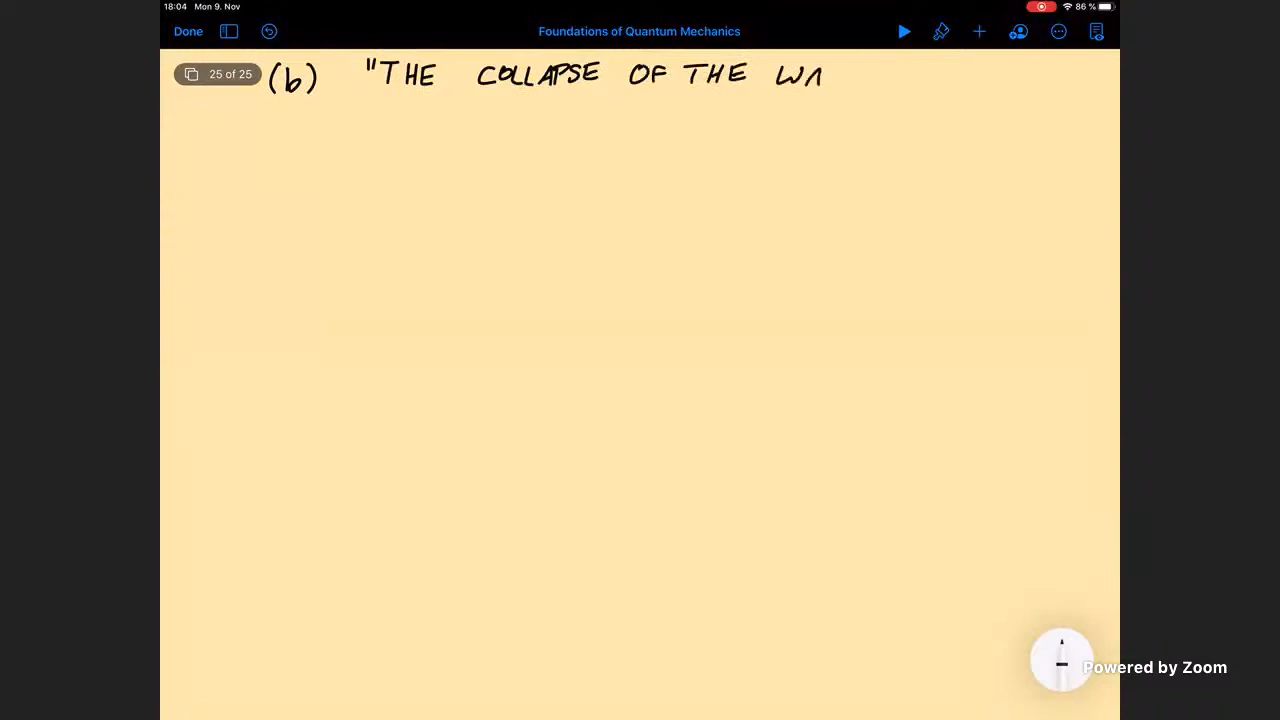 18:04 Mon 9. Nov 86 %
Done Foundations of Quantum Mechanics
25 of 25 (b) "THE COLLAPSE OF THE WA
Powered by Zoom